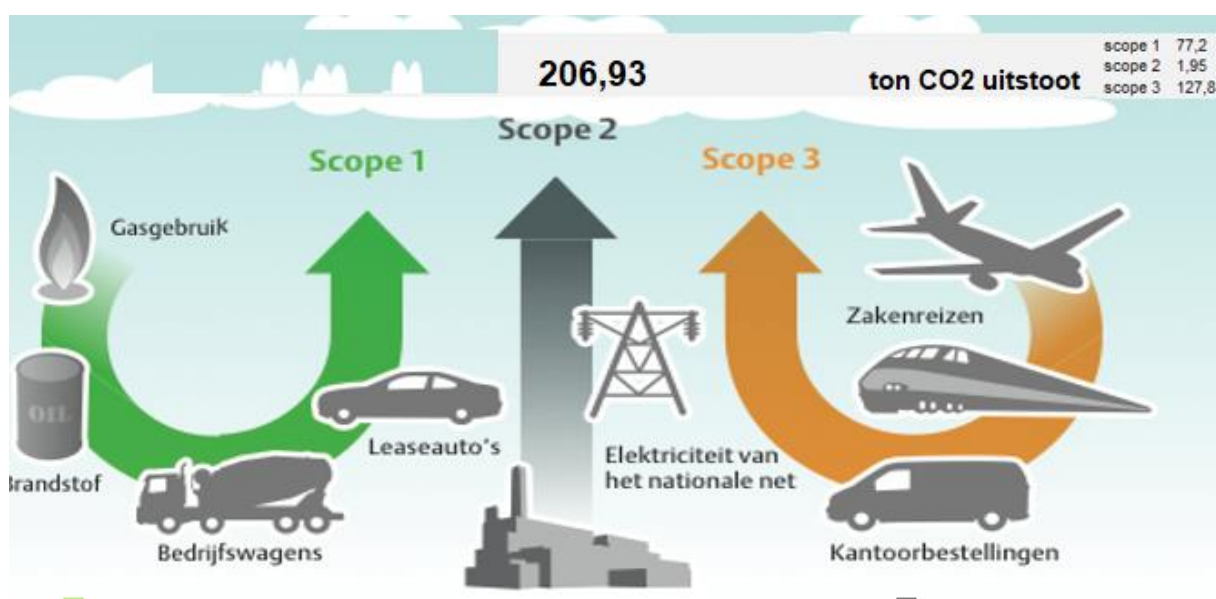 206,93
ton CO2 uitstoot
scope 1 77,2
scope 2 1,95
scope 3 127,8
Scope 1
Scope 2
Scope 3
Gasgebruik
Zakenreizen
OIL
Leaseauto's
Elektriciteit van
het nationale net
Brandstof
Bedrijfswagens
Kantoorbestellingen